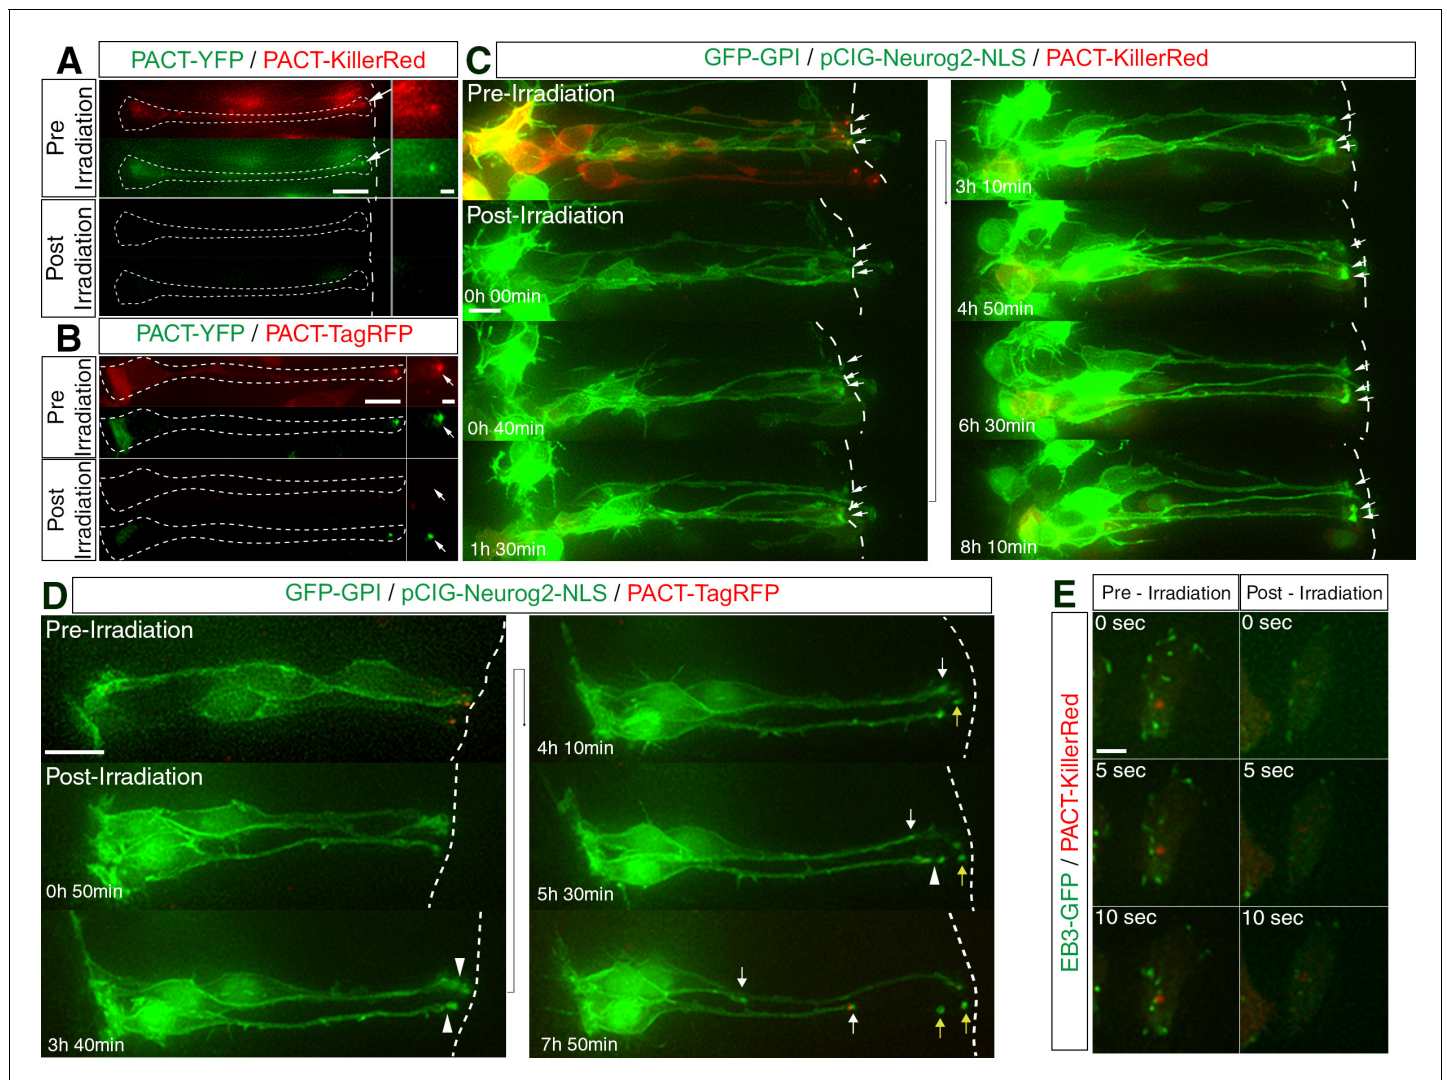 A
PACT-YFP / PACT-KillerRed
Pre
Irradiation
Post
Irradiation
B
PACT-YFP / PACT-TagRFP
Pre
Irradiation
Post
Irradiation
C
GFP-GPI / pCIG-Neurog2-NLS / PACT-KillerRed
Pre-Irradiation
Post-Irradiation
0h 00min
0h 40min
1h 30min
3h 10min
4h 50min
6h 30min
8h 10min
D
GFP-GPI / pCIG-Neurog2-NLS / PACT-TagRFP
Pre-Irradiation
Post-Irradiation
0h 50min
3h 40min
4h 10min
5h 30min
7h 50min
E
Pre - Irradiation
Post - Irradiation
EB3-GFP / PACT-KillerRed
0 sec
0 sec
5 sec
5 sec
10 sec
10 sec